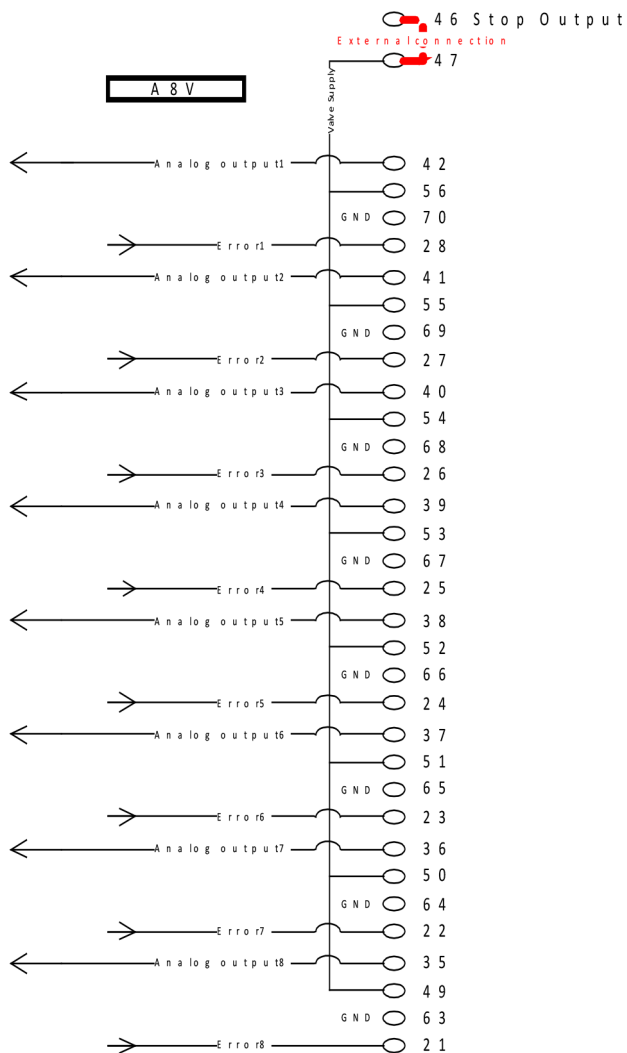 46 Stop Output
External connection
47
A8V
Valve Supply
Analog output1 42
56
GND 70
Error1 28
Analog output2 41
55
GND 69
Error2 27
Analog output3 40
54
GND 68
Error3 26
Analog output4 39
53
GND 67
Error4 25
Analog output5 38
52
GND 66
Error5 24
Analog output6 37
51
GND 65
Error6 23
Analog output7 36
50
GND 64
Error7 22
Analog output8 35
49
GND 63
Error8 21